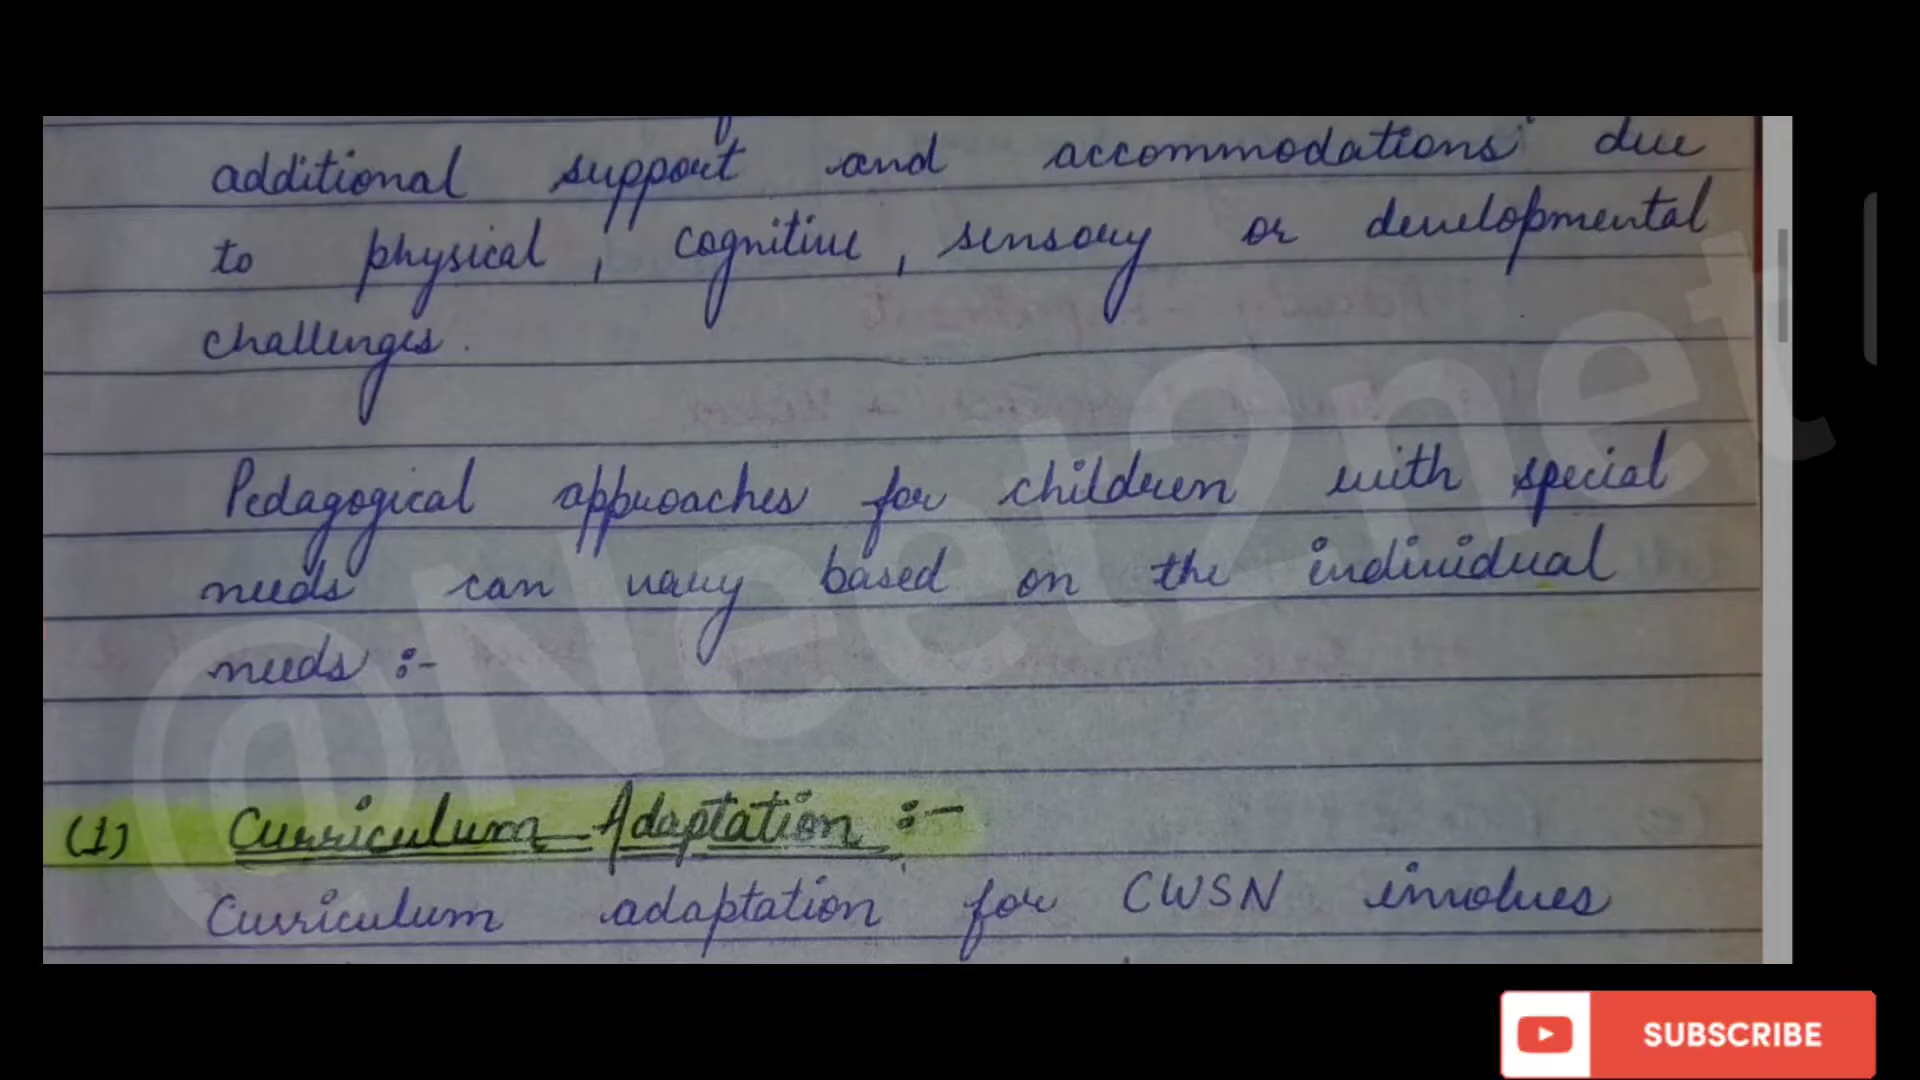 additional support and accommodations due
to physical, cognitive, sensory or developmental
challenges.
Pedagogical approaches for children with special
needs can vary based on the individual
needs :-
(1) Curriculum Adaptation :-
Curriculum adaptation for CWSN involves
@Neet2net
SUBSCRIBE